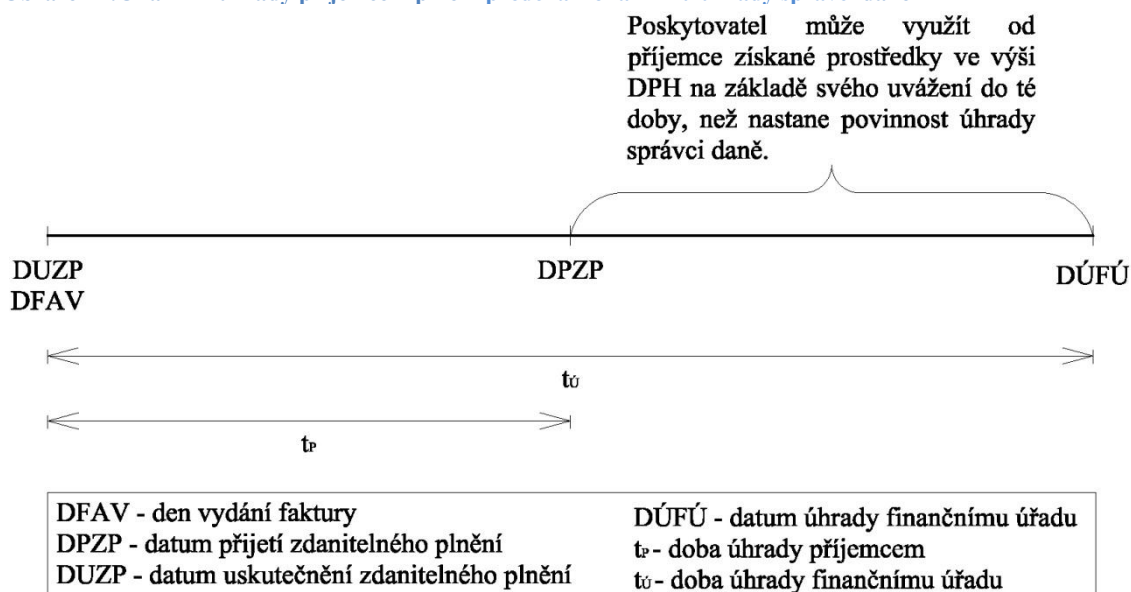 Poskytovatel může využít od
příjemce získané prostředky ve výši
DPH na základě svého uvážení do té
doby, než nastane povinnost úhrady
správci daně.
DUZP
DFAV
DPZP
DÚFÚ
tÚ
tP
DFAV - den vydání faktury
DPZP - datum přijetí zdanitelného plnění
DUZP - datum uskutečnění zdanitelného plnění
DÚFÚ - datum úhrady finančnímu úřadu
tP - doba úhrady příjemcem
tÚ - doba úhrady finančnímu úřadu